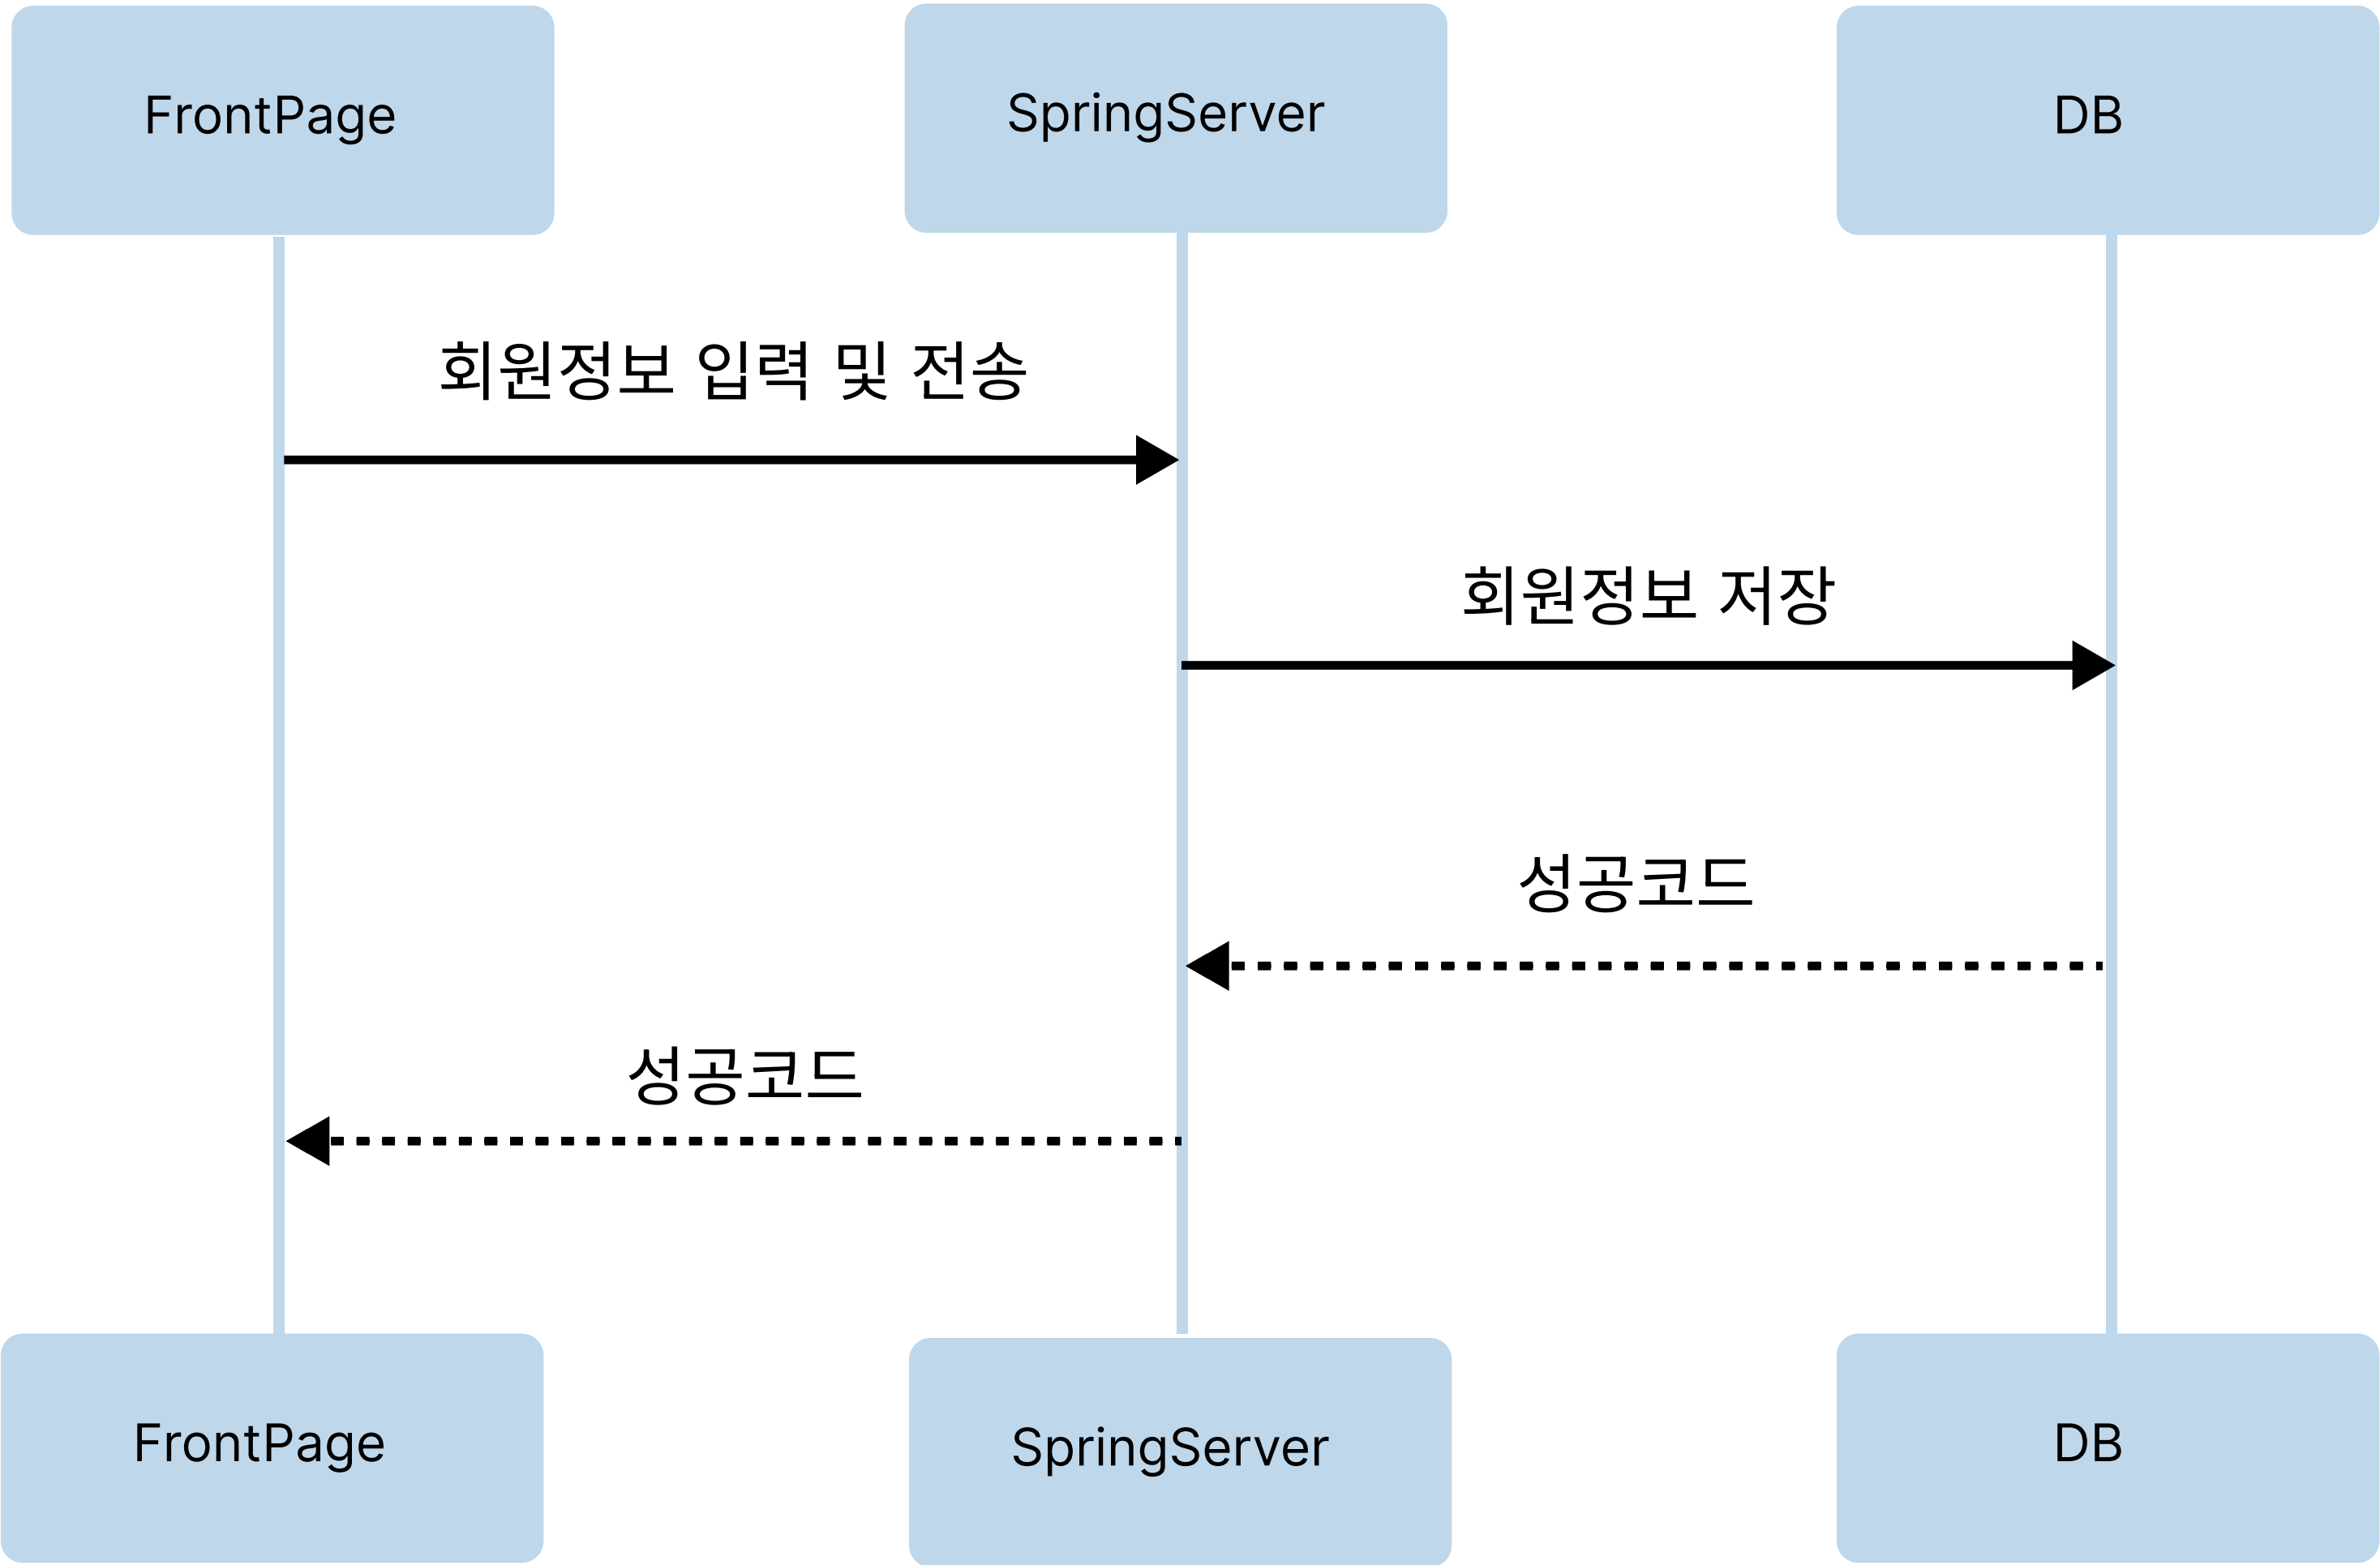 FrontPage
SpringServer
DB
회원정보 입력 및 전송
회원정보 저장
성공코드
성공코드
FrontPage
SpringServer
DB